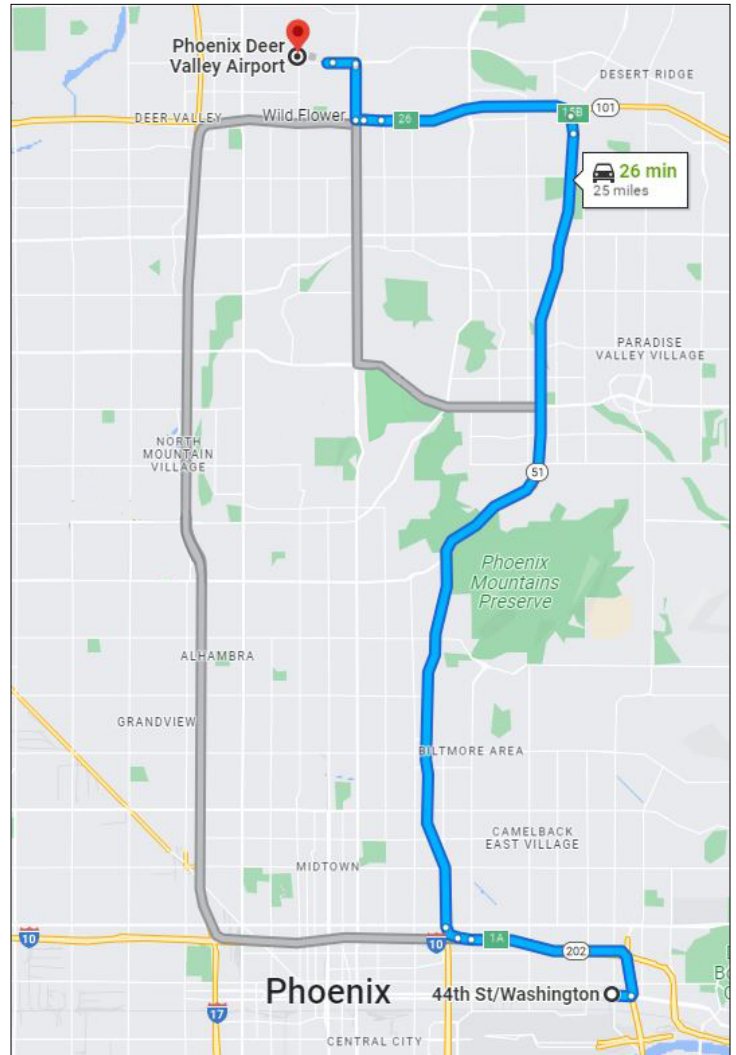 Phoenix Deer
Valley Airport
DESERT RIDGE
101
DEER VALLEY
Wild Flower
26
15B
26 min
25 miles
PARADISE
VALLEY VILLAGE
NORTH
MOUNTAIN
VILLAGE
51
Phoenix
Mountains
Preserve
ALHAMBRA
GRANDVIEW
BILTMORE AREA
CAMELBACK
EAST VILLAGE
MIDTOWN
10
10
1A
202
Phoenix
44th St/Washington
17
CENTRAL CITY